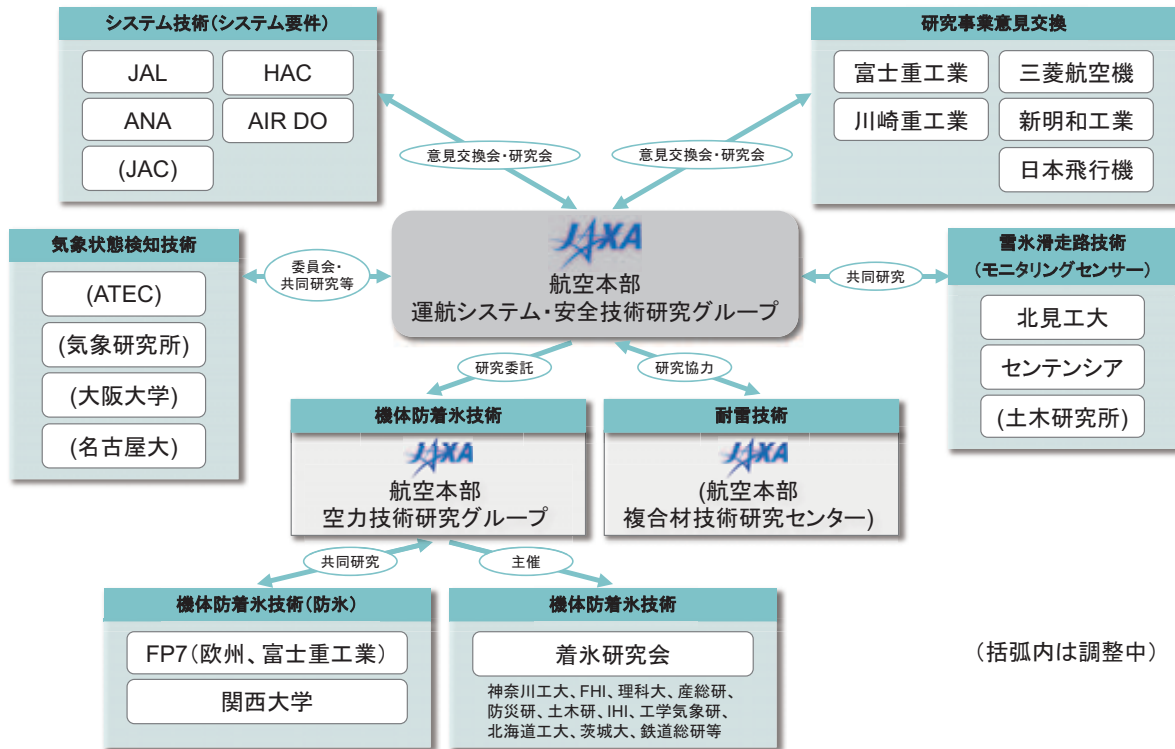 システム技術(システム要件)
JAL
HAC
ANA
AIR DO
(JAC)
研究事業意見交換
富士重工業
三菱航空機
川崎重工業
新明和工業
日本飛行機
意見交換会・研究会
意見交換会・研究会
気象状態検知技術
(ATEC)
(気象研究所)
(大阪大学)
(名古屋大)
委員会・
共同研究等
JAXA
航空本部
運航システム・安全技術研究グループ
共同研究
雪氷滑走路技術
(モニタリングセンサー)
北見工大
センテンシア
(土木研究所)
研究委託
研究協力
機体防着氷技術
JAXA
航空本部
空力技術研究グループ
耐雷技術
JAXA
(航空本部
複合材技術研究センター)
共同研究
主催
機体防着氷技術(防氷)
FP7(欧州、富士重工業)
関西大学
機体防着氷技術
着氷研究会
神奈川工大、FHI、理科大、産総研、
防災研、土木研、IHI、工学気象研、
北海道工大、茨城大、鉄道総研等
(括弧内は調整中)